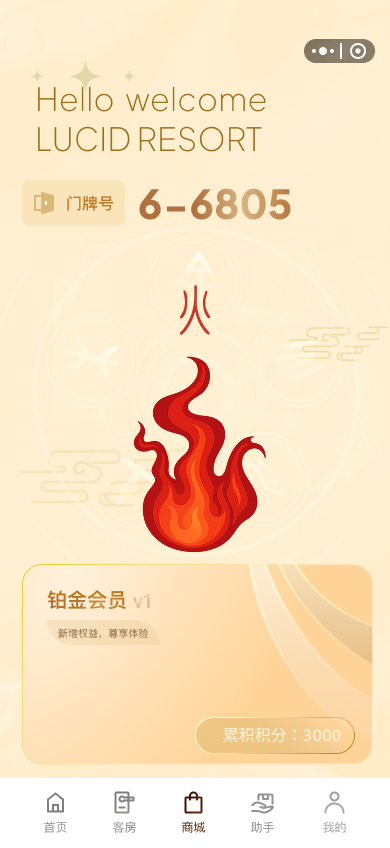 Hello welcome
LUCID RESORT
门牌号 6-6805
火
铂金会员 v1
新增权益，尊享体验
累积积分：3000
首页 客房 商城 助手 我的